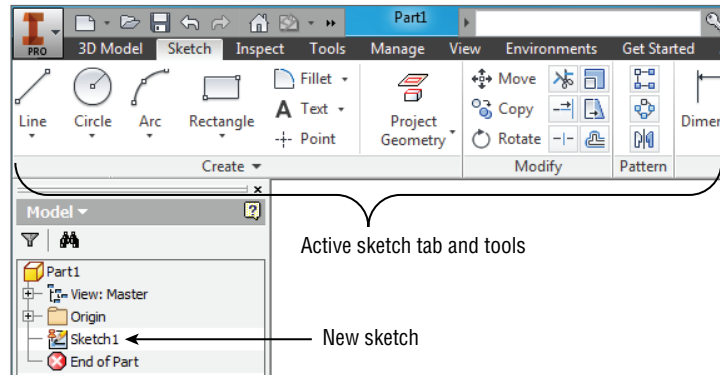 Part1
PRO
3D Model Sketch Inspect Tools Manage View Environments Get Started
Line Circle Arc Rectangle
Fillet
A Text
Point
Project Geometry
Move
Copy
Rotate
Dimen
Create Modify Pattern
Active sketch tab and tools
Model
Part1
View: Master
Origin
Sketch1
New sketch
End of Part